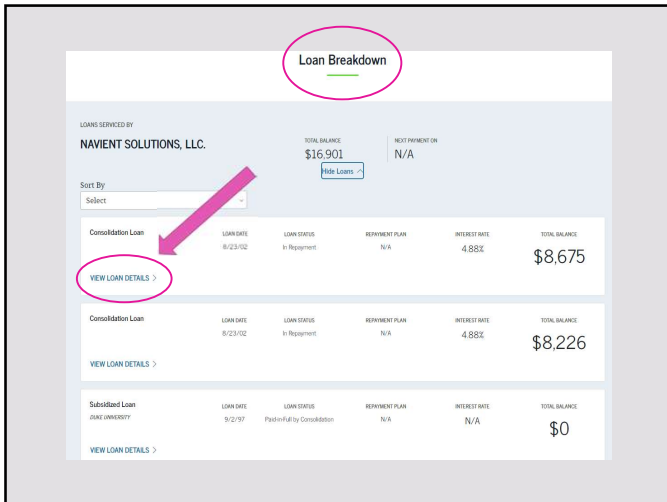 Loan Breakdown
LOANS SERVICED BY
NAVIENT SOLUTIONS, LLC.
TOTAL BALANCE
$16,901
NEXT PAYMENT ON
N/A
Hide Loans
Sort By
Select
Consolidation Loan
LOAN DATE
8/23/02
LOAN STATUS
In Repayment
REPAYMENT PLAN
N/A
INTEREST RATE
4.88%
TOTAL BALANCE
$8,675
VIEW LOAN DETAILS >
Consolidation Loan
LOAN DATE
8/23/02
LOAN STATUS
In Repayment
REPAYMENT PLAN
N/A
INTEREST RATE
4.88%
TOTAL BALANCE
$8,226
VIEW LOAN DETAILS >
Subsidized Loan
DUKE UNIVERSITY
LOAN DATE
9/2/97
LOAN STATUS
Paid-in-Full by Consolidation
REPAYMENT PLAN
N/A
INTEREST RATE
N/A
TOTAL BALANCE
$0
VIEW LOAN DETAILS >